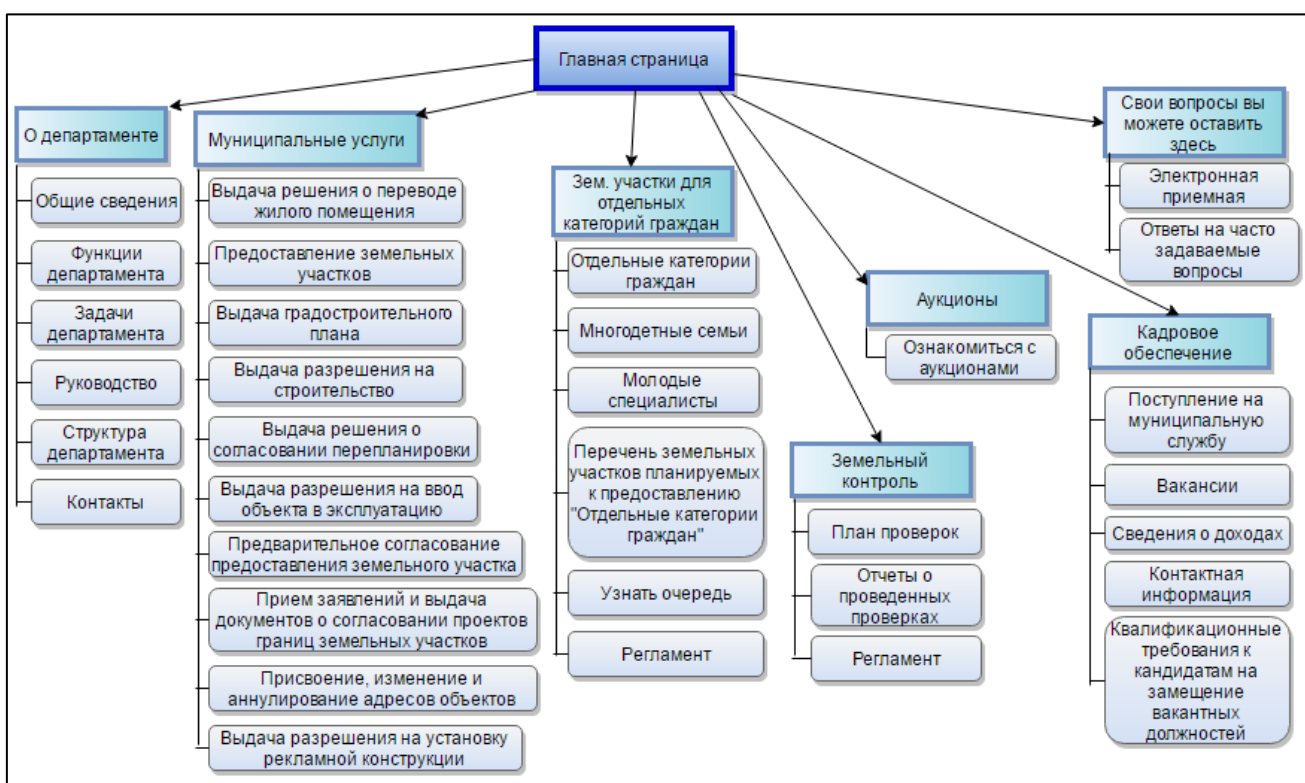 Главная страница
О департаменте
Общие сведения
Функции
департамента
Задачи
департамента
Руководство
Структура
департамента
Контакты
Муниципальные услуги
Выдача решения о переводе
жилого помещения
Предоставление земельных
участков
Выдача градостроительного
плана
Выдача разрешения на
строительство
Выдача решения о
согласовании перепланировки
Выдача разрешения на ввод
объекта в эксплуатацию
Предварительное согласование
предоставления земельного участка
Прием заявлений и выдача
документов о согласовании проектов
границ земельных участков
Присвоение, изменение и
аннулирование адресов объектов
Выдача разрешения на установку
рекламной конструкции
Зем. участки для
отдельных
категорий граждан
Отдельные категории
граждан
Многодетные семьи
Молодые
специалисты
Перечень земельных
участков планируемых
к предоставлению
"Отдельные категории
граждан"
Узнать очередь
Регламент
Земельный
контроль
План проверок
Отчеты о
проведенных
проверках
Регламент
Аукционы
Ознакомиться с
аукционами
Свои вопросы вы
можете оставить
здесь
Электронная
приемная
Ответы на часто
задаваемые
вопросы
Кадровое
обеспечение
Поступление на
муниципальную
службу
Вакансии
Сведения о доходах
Контактная
информация
Квалификационные
требования к
кандидатам на
замещение
вакантных
должностей